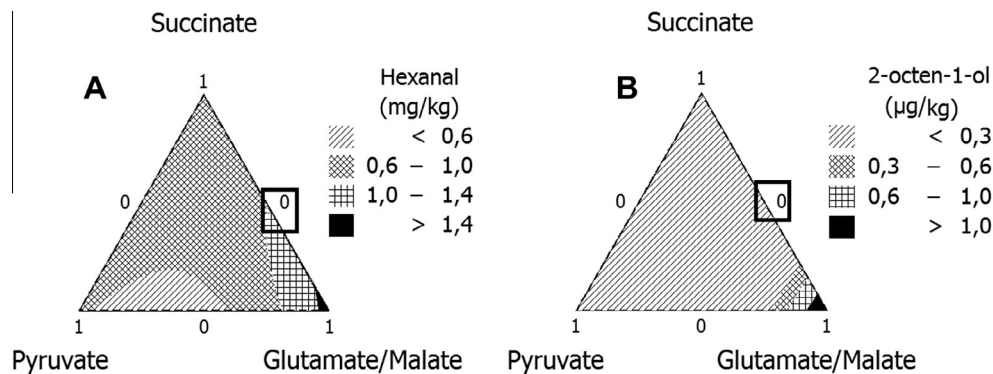 Succinate
1
A
Hexanal
(mg/kg)
< 0,6
0,6 – 1,0
1,0 – 1,4
> 1,4
0
0
1
0
1
Pyruvate
Glutamate/Malate
Succinate
1
B
2-octen-1-ol
(µg/kg)
< 0,3
0,3 – 0,6
0,6 – 1,0
> 1,0
0
0
1
0
1
Pyruvate
Glutamate/Malate